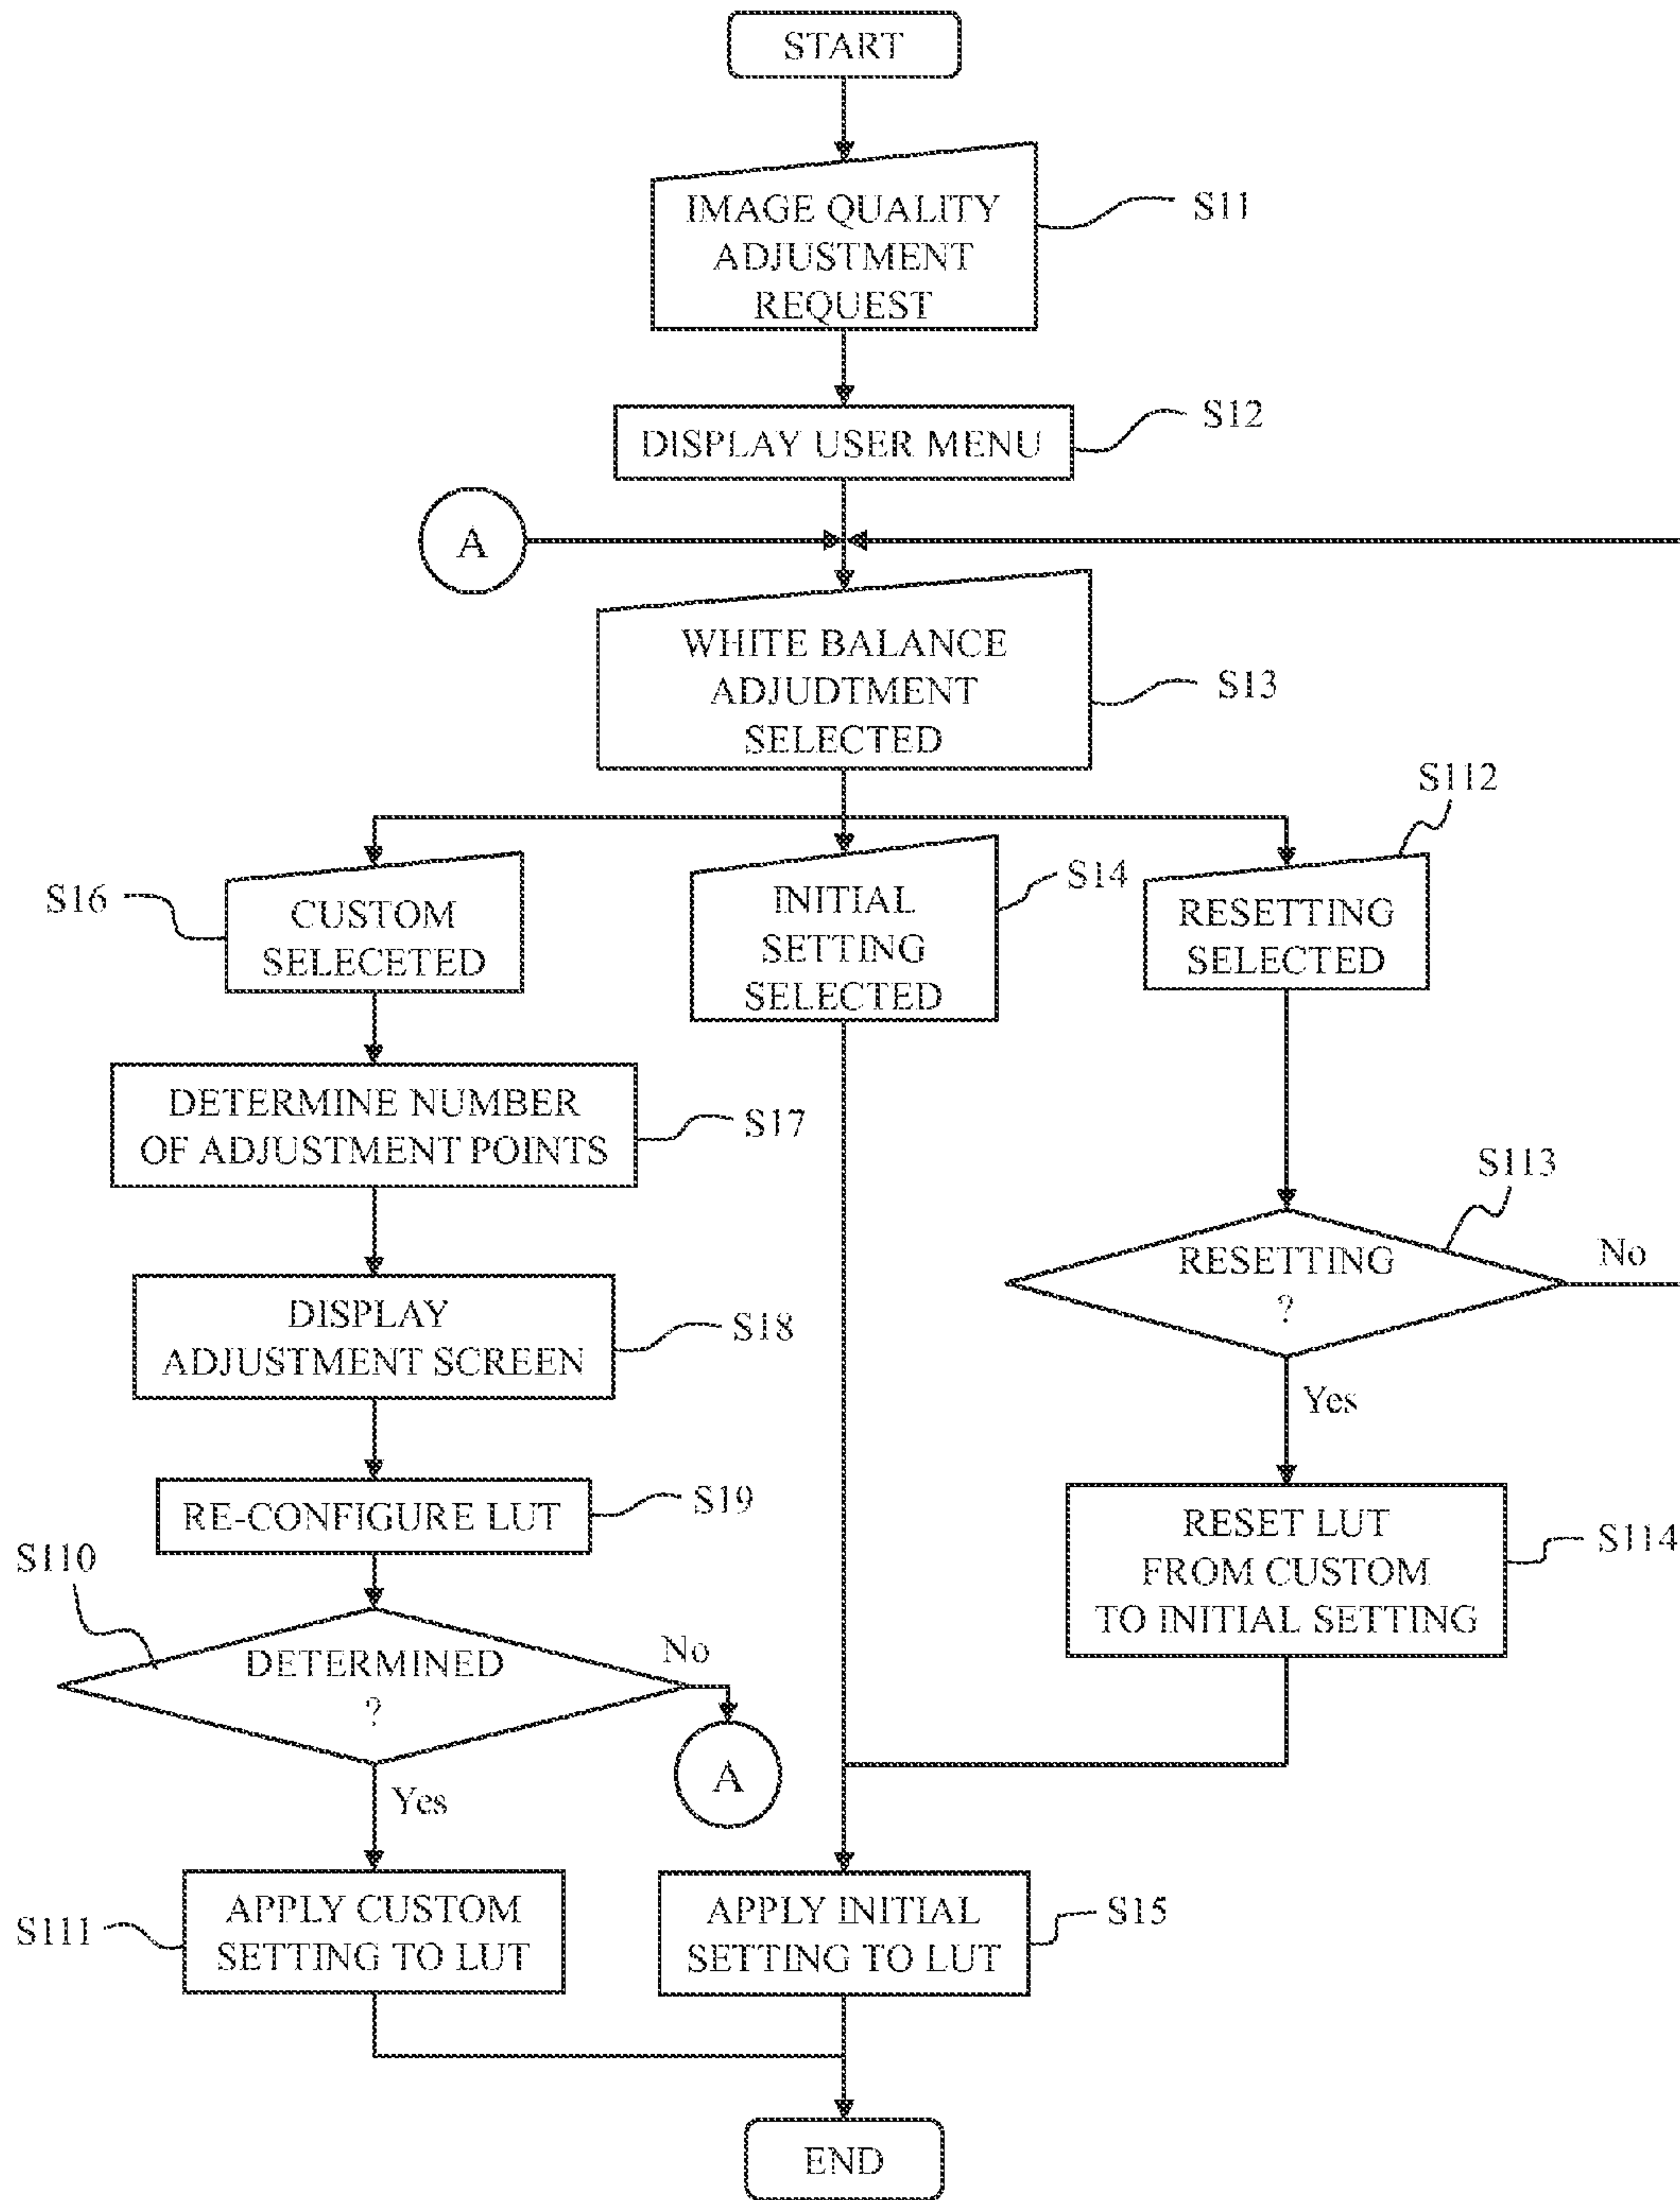 START
IMAGE QUALITY
ADJUSTMENT
REQUEST
S11
DISPLAY USER MENU
S12
A
WHITE BALANCE
ADJUDTMENT
SELECTED
S13
S112
S16
CUSTOM
SELECETED
INITIAL
SETTING
SELECTED
S14
RESETTING
SELECTED
DETERMINE NUMBER
OF ADJUSTMENT POINTS
S17
S113
RESETTING
?
No
Yes
DISPLAY
ADJUSTMENT SCREEN
S18
RE-CONFIGURE LUT
S19
RESET LUT
FROM CUSTOM
TO INITIAL SETTING
S114
S110
DETERMINED
?
No
A
Yes
S111
APPLY CUSTOM
SETTING TO LUT
APPLY INITIAL
SETTING TO LUT
S15
END